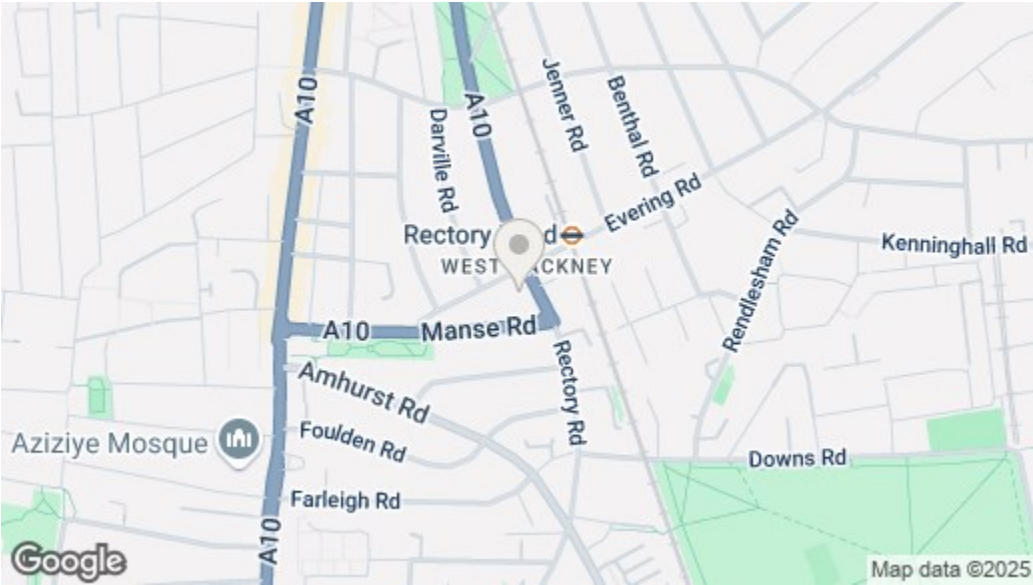 A10
A10
Jenner Rd
Benthal Rd
Darville Rd
Evering Rd
Rectory d
WEST ACKNEY
Kenninghall Rd
Rendlesham Rd
A10
Manse Rd
Rectory Rd
Amhurst Rd
Aziziye Mosque
Foulden Rd
Downs Rd
Farleigh Rd
A10
Google
Map data ©2025